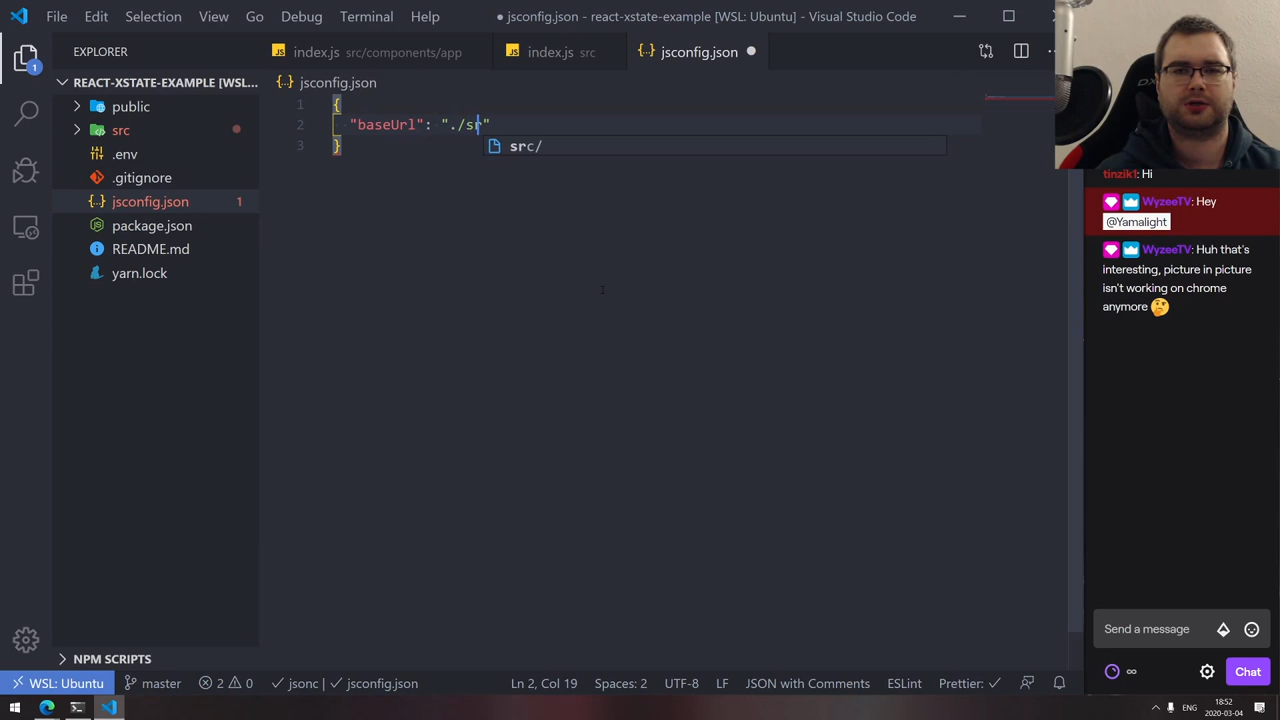 File Edit Selection View Go Debug Terminal Help
● jsconfig.json - react-xstate-example [WSL: Ubuntu] - Visual Studio Code
EXPLORER
JS index.js src/components/app
JS index.js src
{··} jsconfig.json ●
REACT-XSTATE-EXAMPLE [WSL...
public
src
.env
.gitignore
{··} jsconfig.json 1
package.json
README.md
yarn.lock
NPM SCRIPTS
1
{··} jsconfig.json
1 {
2 "baseUrl": "./sr"
3 }
src/
DX
tinzik1: Hi
WyzeeTV: Hey
@Yamalight
WyzeeTV: Huh that's
interesting, picture in picture
isn't working on chrome
anymore 🤔
Send a message
∞
Chat
WSL: Ubuntu
master
2 0
jsonc | jsconfig.json
Ln 2, Col 19
Spaces: 2
UTF-8
LF
JSON with Comments
ESLint
Prettier: ✓
ENG
18:52
2020-03-04